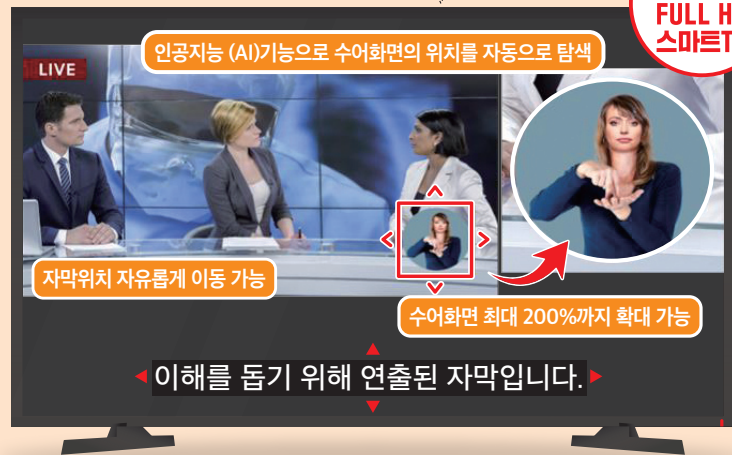 FULL H
스마트T
인공지능 (AI)기능으로 수어화면의 위치를 자동으로 탐색
LIVE
자막위치 자유롭게 이동 가능
수어화면 최대 200%까지 확대 가능
이해를 돕기 위해 연출된 자막입니다.